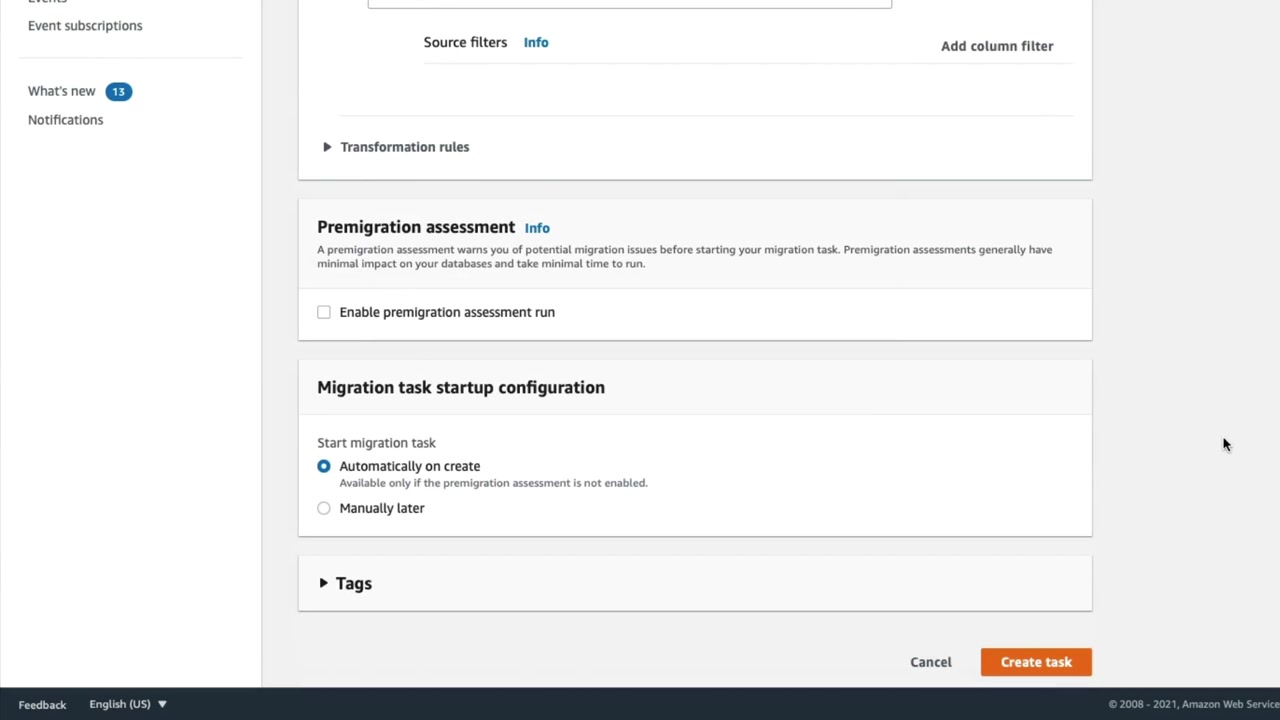 Event subscriptions
What's new 13
Notifications
Source filters Info
Add column filter
Transformation rules
Premigration assessment Info
A premigration assessment warns you of potential migration issues before starting your migration task. Premigration assessments generally have
minimal impact on your databases and take minimal time to run.
Enable premigration assessment run
Migration task startup configuration
Start migration task
Automatically on create
Available only if the premigration assessment is not enabled.
Manually later
Tags
Cancel
Create task
Feedback
English (US)
© 2008 - 2021, Amazon Web Service